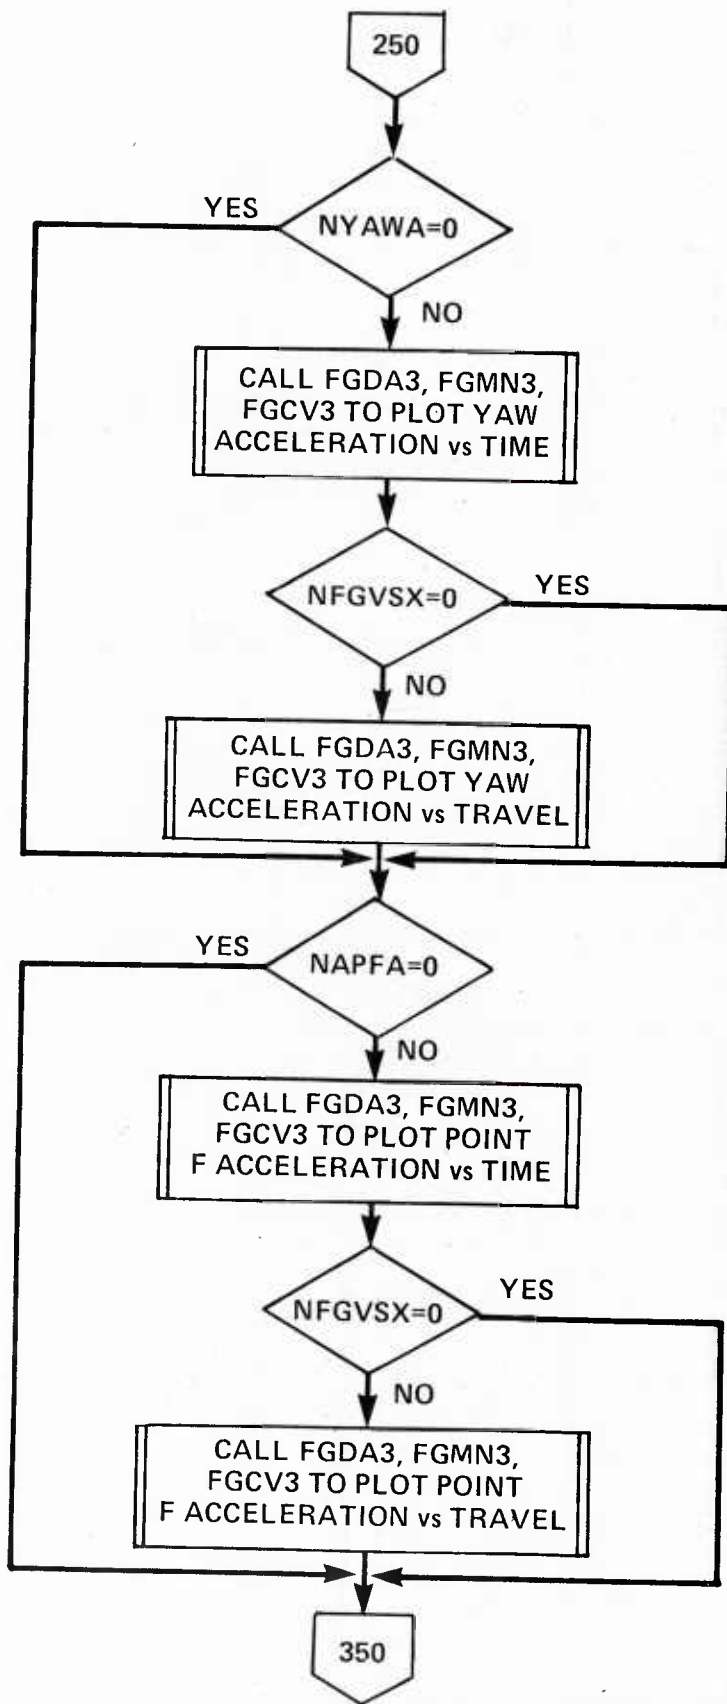 250
YES
NYAWA=0
NO
CALL FGDA3, FGMN3,
FGCV3 TO PLOT YAW
ACCELERATION vs TIME
NFGVSX=0
YES
NO
CALL FGDA3, FGMN3,
FGCV3 TO PLOT YAW
ACCELERATION vs TRAVEL
YES
NAPFA=0
NO
CALL FGDA3, FGMN3,
FGCV3 TO PLOT POINT
F ACCELERATION vs TIME
NFGVSX=0
YES
NO
CALL FGDA3, FGMN3,
FGCV3 TO PLOT POINT
F ACCELERATION vs TRAVEL
350